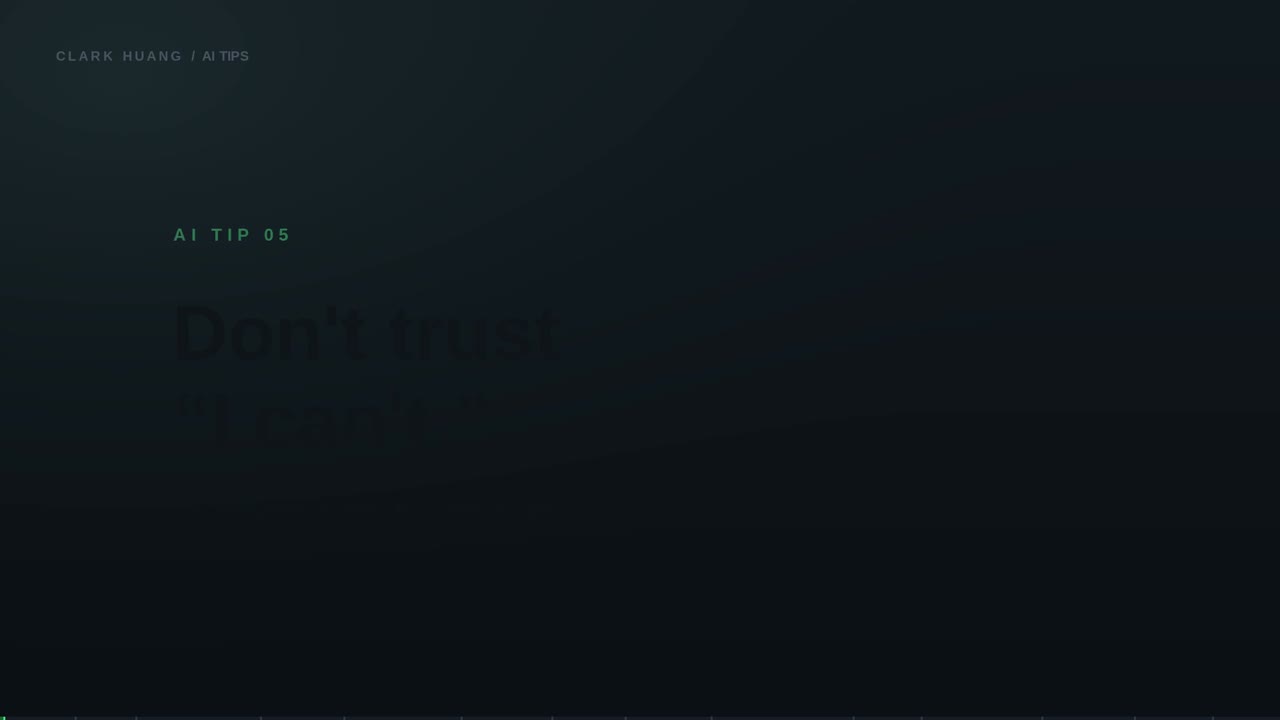 CLARK HUANG / AI TIPS
AI TIP 05
Don't trust
“I can't.”